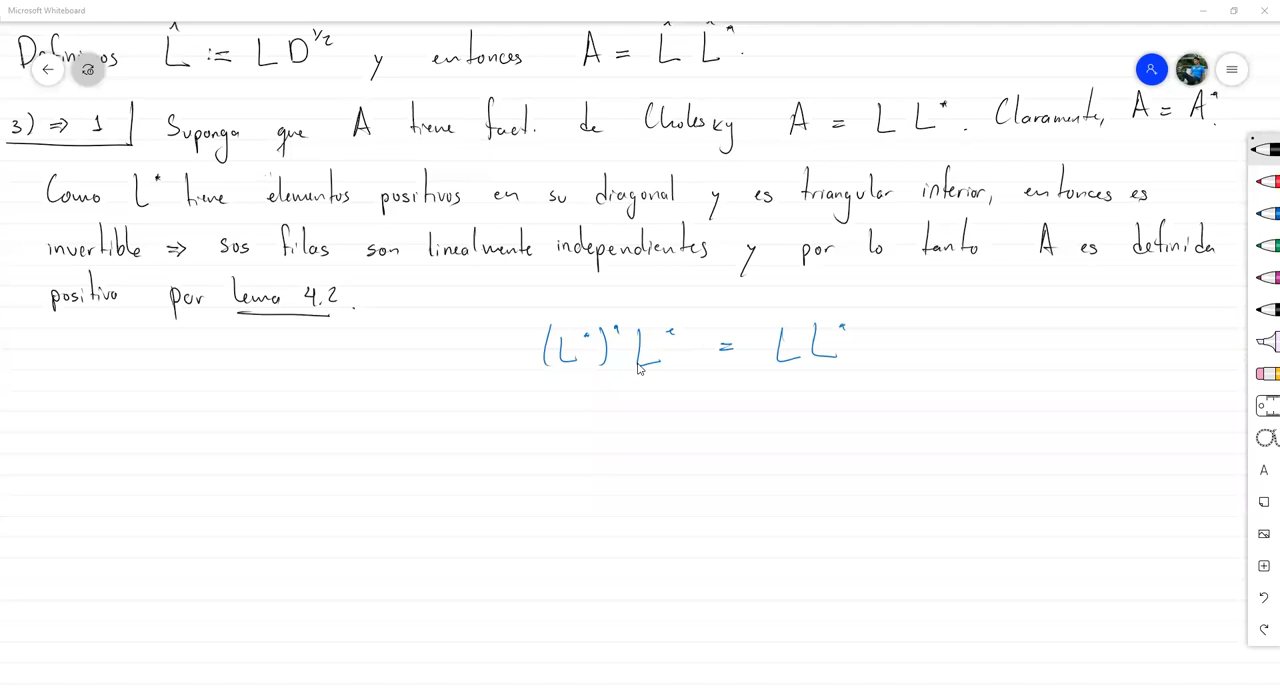 Microsoft Whiteboard
Definimos L̂ := L D^{1/2} y entonces A = L̂ L̂*.
3) ⇒ 1 Suponga que A tiene fact. de Cholesky A = L L*. Claramente, A = A*.
Como L* tiene elementos positivos en su diagonal y es triangular inferior, entonces es
invertible ⇒ sus filas son linealmente independientes y por lo tanto A es definida
positiva por lema 4.2.
(L*)* L* = L L*